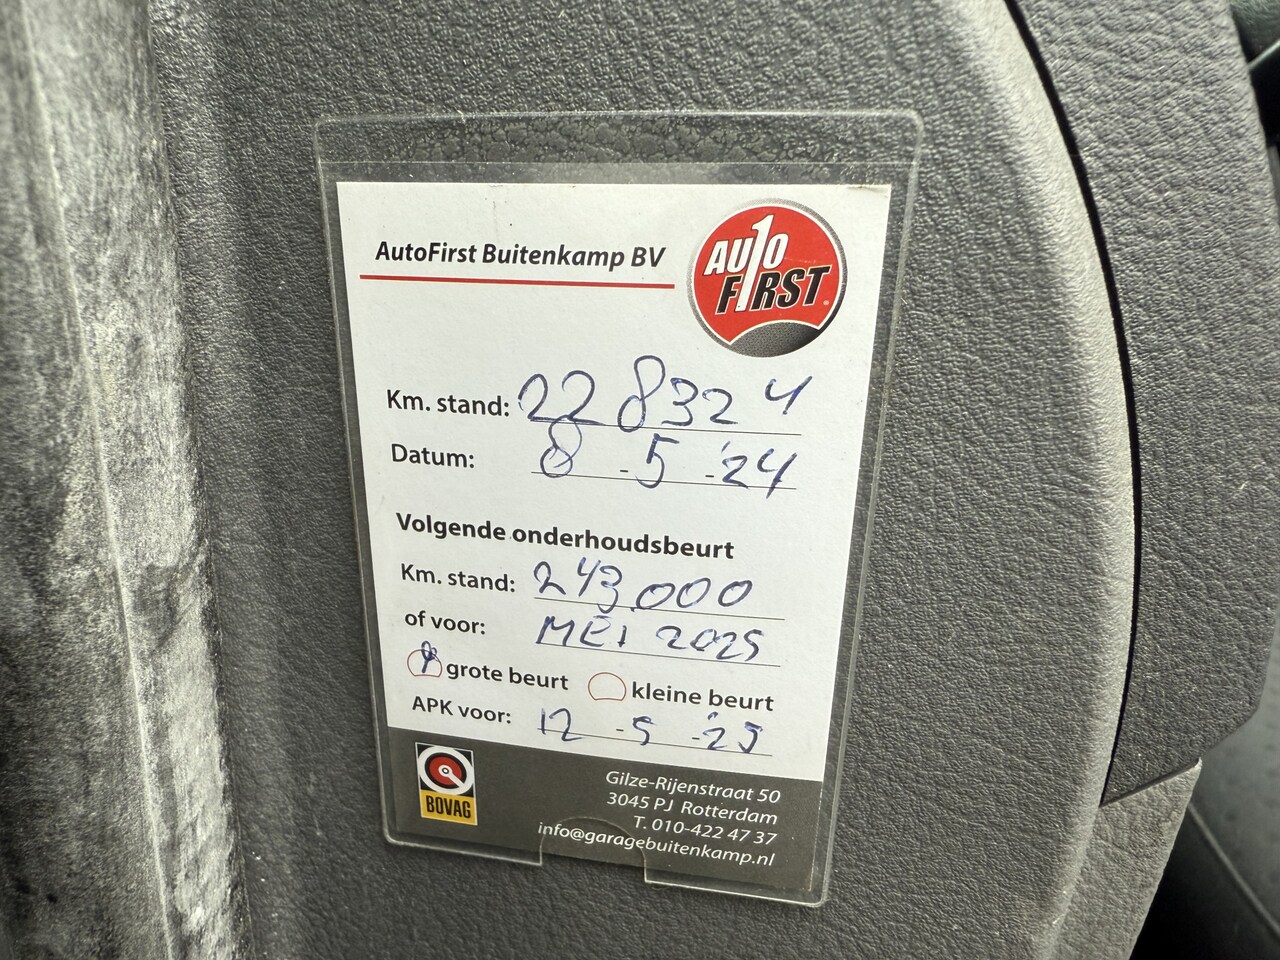 AutoFirst Buitenkamp BV
AUTO
FIRST
Km. stand: 228324
Datum: 8-5-'24
Volgende onderhoudsbeurt
Km. stand: 243.000
of voor: MEI 2025
grote beurt kleine beurt
APK voor: 12-5-'25
BOVAG
Gilze-Rijenstraat 50
3045 PJ Rotterdam
T. 010-422 47 37
info@garagebuitenkamp.nl